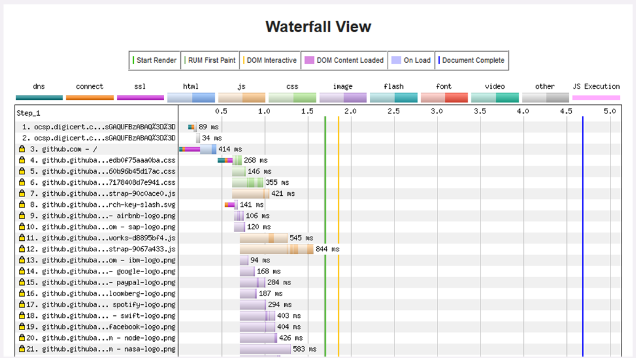 Waterfall View
Start Render RUM First Paint DOM Interactive DOM Content Loaded On Load Document Complete
dns connect ssl html js css image flash font video other JS Execution
Step_1 0.5 1.0 1.5 2.0 2.5 3.0 3.5 4.0 4.5 5.0
1. ocsp.digicert.c...sGAQUFBzABAQ%3D%3D 89 ms
2. ocsp.digicert.c...sGAQUFBzABAQ%3D%3D 34 ms
3. github.com - / 414 ms
4. github.githuba...edb0f75aaa0ba.css 268 ms
5. github.githuba...60b96b45d17ac.css 146 ms
6. github.githuba...7178408d7e941.css 355 ms
7. github.githuba...strap-90c0ace0.js 421 ms
8. github.githuba...rch-key-slash.svg 141 ms
9. github.githuba... - airbnb-logo.png 106 ms
10. github.githuba...om - sap-logo.png 120 ms
11. github.githuba...works-d8895bf4.js 545 ms
12. github.githuba...strap-9067a433.js 844 ms
13. github.githuba...om - ibm-logo.png 94 ms
14. github.githuba... - google-logo.png 168 ms
15. github.githuba... - paypal-logo.png 284 ms
16. github.githuba...loomberg-logo.png 187 ms
17. github.githuba... spotify-logo.png 294 ms
18. github.githuba... - swift-logo.png 403 ms
19. github.githuba...facebook-logo.png 404 ms
20. github.githuba...m - node-logo.png 426 ms
21. github.githuba...m - nasa-logo.png 583 ms